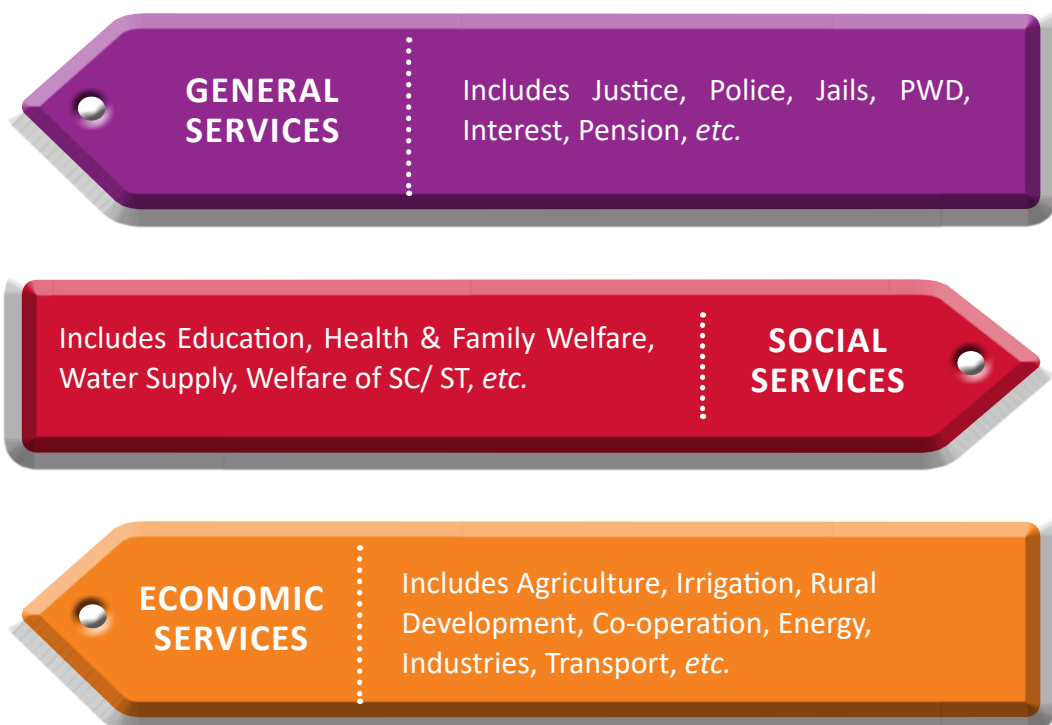 GENERAL
SERVICES
Includes Justice, Police, Jails, PWD,
Interest, Pension, etc.
Includes Education, Health & Family Welfare,
Water Supply, Welfare of SC/ ST, etc.
SOCIAL
SERVICES
ECONOMIC
SERVICES
Includes Agriculture, Irrigation, Rural
Development, Co-operation, Energy,
Industries, Transport, etc.